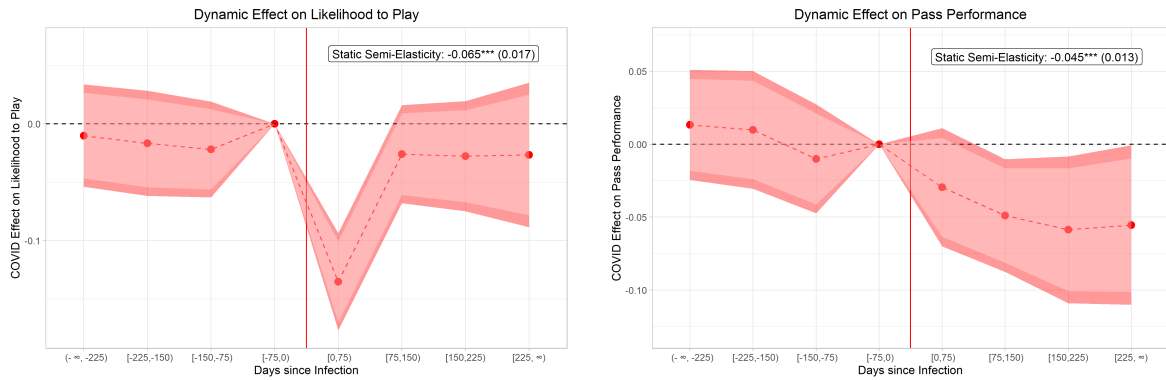 Dynamic Effect on Likelihood to Play
Static Semi-Elasticity: -0.065*** (0.017)
COVID Effect on Likelihood to Play
0.0
-0.1
(- ∞, -225)
[-225,-150)
[-150,-75)
[-75,0)
[0,75)
[75,150)
[150,225)
[225, ∞)
Days since Infection
Dynamic Effect on Pass Performance
Static Semi-Elasticity: -0.045*** (0.013)
COVID Effect on Pass Performance
0.05
0.00
-0.05
-0.10
(- ∞, -225)
[-225,-150)
[-150,-75)
[-75,0)
[0,75)
[75,150)
[150,225)
[225, ∞)
Days since Infection